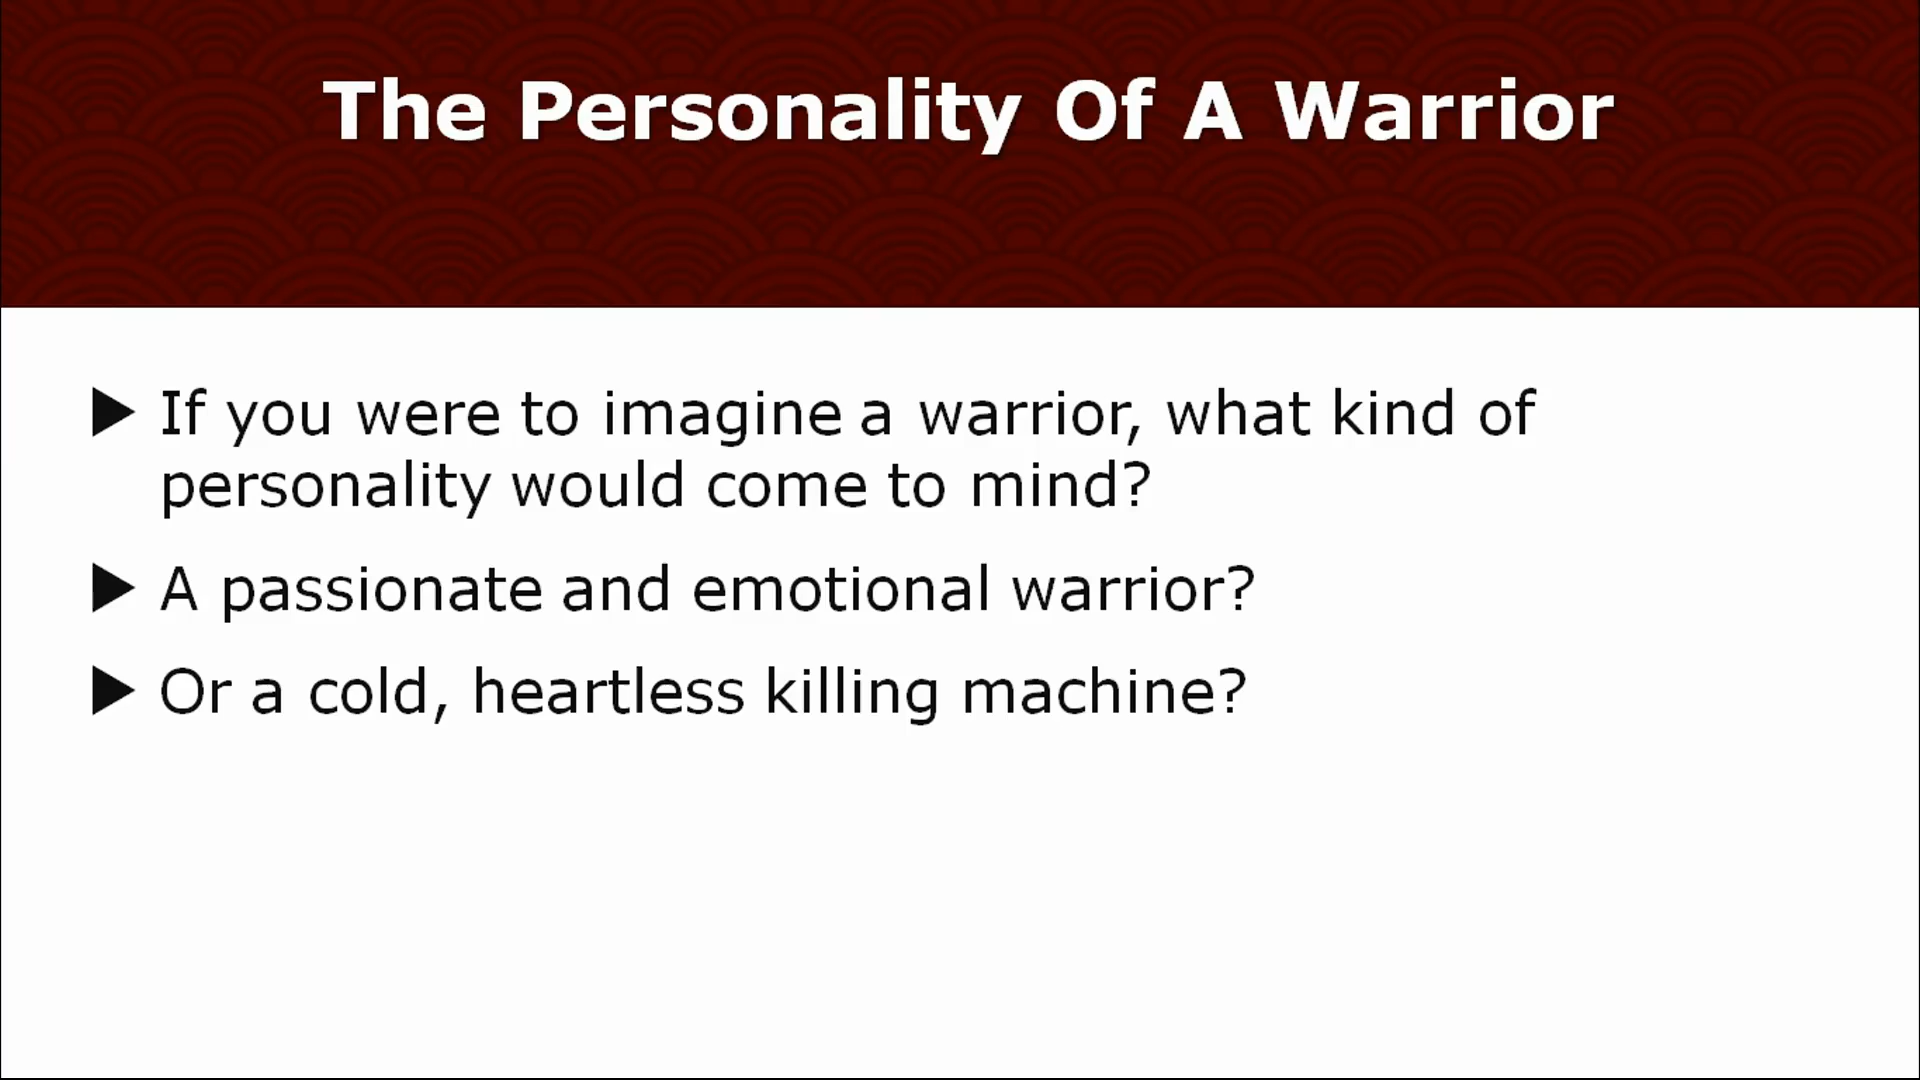 The Personality Of A Warrior
If you were to imagine a warrior, what kind of
personality would come to mind?
A passionate and emotional warrior?
Or a cold, heartless killing machine?